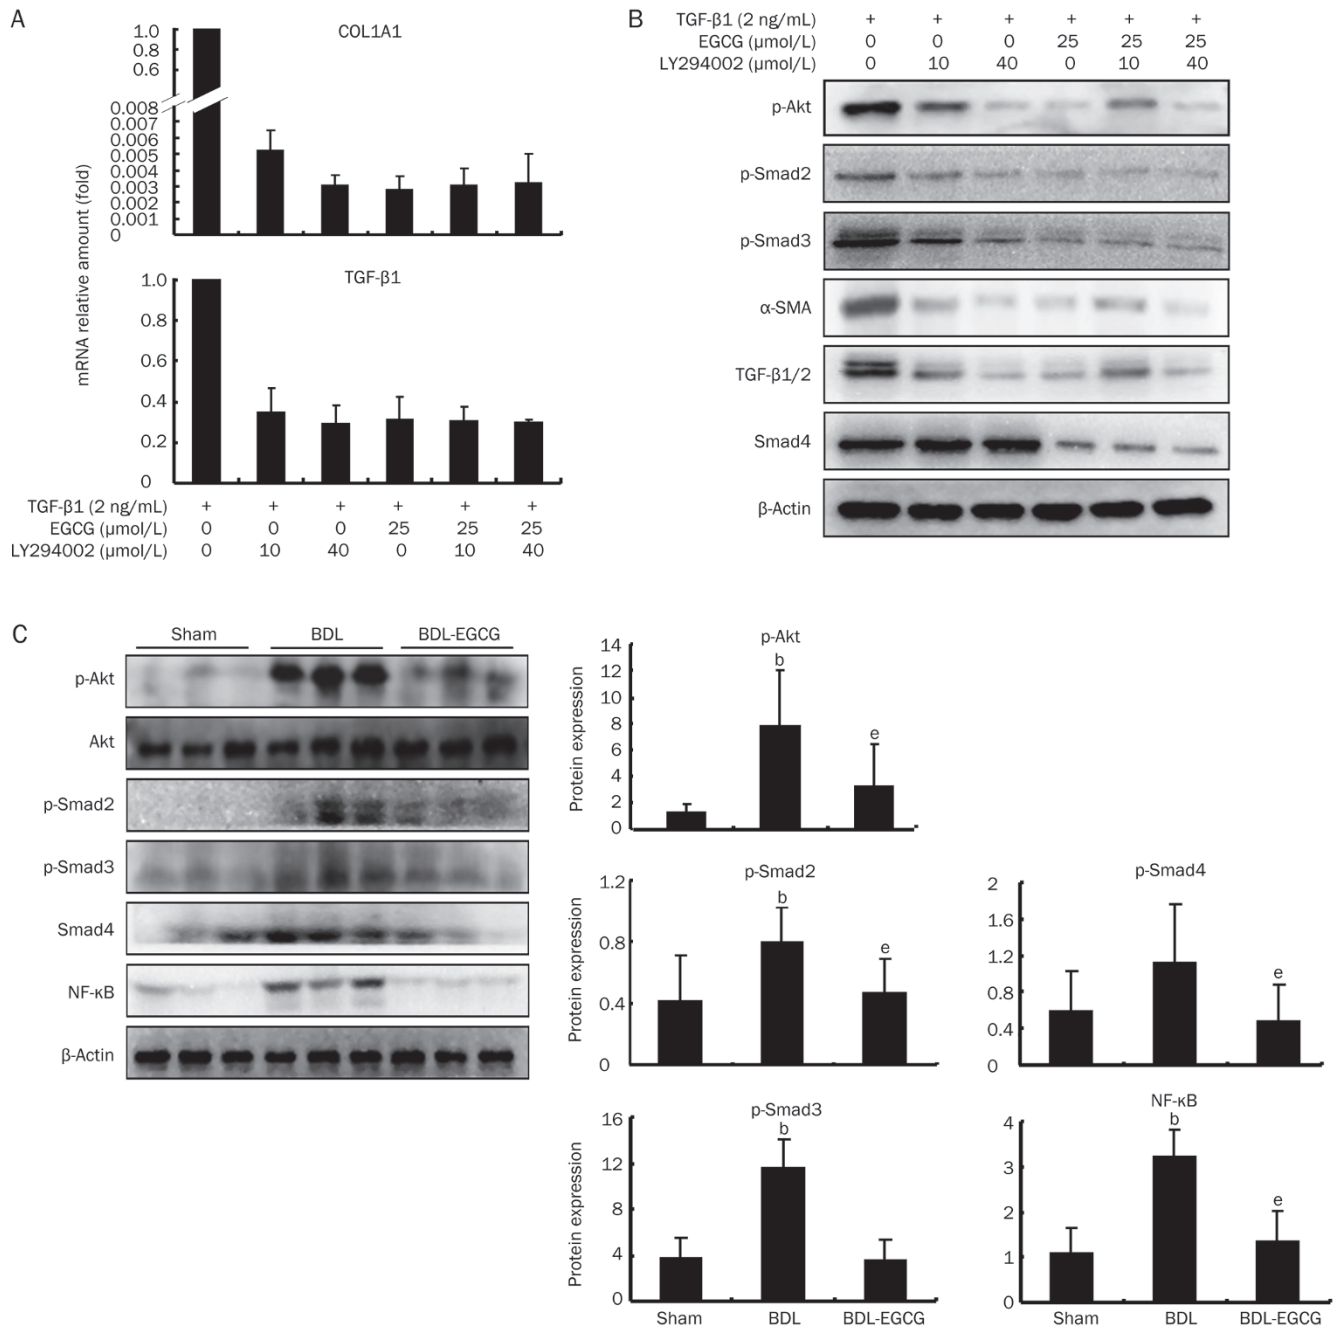 A
COL1A1
1.0
0.8
0.6
0.008
0.007
0.006
0.005
0.004
0.003
0.002
0.001
0
mRNA relative amount (fold)
TGF-β1
1.0
0.8
0.6
0.4
0.2
0
TGF-β1 (2 ng/mL) + + + + + +
EGCG (µmol/L) 0 0 0 25 25 25
LY294002 (µmol/L) 0 10 40 0 10 40
B
TGF-β1 (2 ng/mL) + + + + + +
EGCG (µmol/L) 0 0 0 25 25 25
LY294002 (µmol/L) 0 10 40 0 10 40
p-Akt
p-Smad2
p-Smad3
α-SMA
TGF-β1/2
Smad4
β-Actin
C
Sham BDL BDL-EGCG
p-Akt
Akt
p-Smad2
p-Smad3
Smad4
NF-κB
β-Actin
p-Akt
14
12
10
8
6
4
2
0
Protein expression
b
e
p-Smad2
1.2
0.8
0.4
0
Protein expression
b
e
p-Smad4
2
1.6
1.2
0.8
0.4
0
e
p-Smad3
16
12
8
4
0
Protein expression
b
Sham BDL BDL-EGCG
NF-κB
4
3
2
1
0
b
e
Sham BDL BDL-EGCG